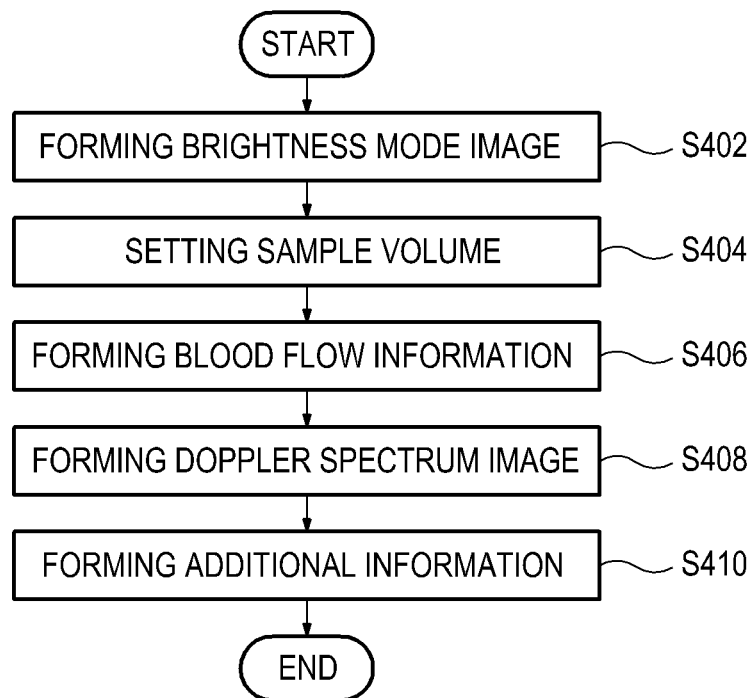 START
FORMING BRIGHTNESS MODE IMAGE S402
SETTING SAMPLE VOLUME S404
FORMING BLOOD FLOW INFORMATION S406
FORMING DOPPLER SPECTRUM IMAGE S408
FORMING ADDITIONAL INFORMATION S410
END